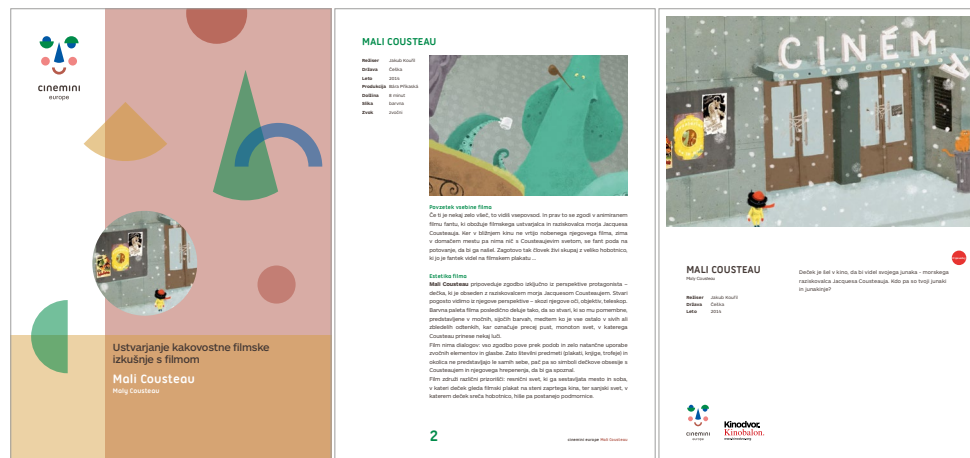 cinemini
europe
Ustvarjanje kakovostne filmske
izkušnje s filmom
Mali Cousteau
Malý Cousteau
MALI COUSTEAU
Režiser Jakub Kouřil
Država Češka
Leto 2014
Produkcija Bára Příkaská
Dolžina 8 minut
Slika barvna
Zvok zvočni
Povzetek vsebine filma
Če ti je nekaj zelo všeč, to vidiš vsepovsod. In prav to se zgodi v animiranem
filmu fantu, ki obožuje filmskega ustvarjalca in raziskovalca morja Jacquesa
Cousteauja. Ker v bližnjem kinu ne vrtijo nobenega njegovega filma, zima
v domačem mestu pa nima nič s Cousteaujevim svetom, se fant poda na
potovanje, da bi ga našel. Zagotovo tak človek živi skupaj z veliko hobotnico,
ki jo je fantek videl na filmskem plakatu ...
Estetika filma
Mali Cousteau pripoveduje zgodbo izključno iz perspektive protagonista –
dečka, ki je obseden z raziskovalcem morja Jacquesom Cousteaujem. Stvari
pogosto vidimo iz njegove perspektive – skozi njegove oči, objektiv, teleskop.
Barvna paleta filma posledično deluje tako, da so stvari, ki so mu pomembne,
predstavljene v močnih, sijočih barvah, medtem ko je vse ostalo v sivih ali
zbledelih odtenkih, kar označuje precej pust, monoton svet, v katerega
Cousteau prinese nekaj luči.
Film nima dialogov: vso zgodbo pove prek podob in zelo natančne uporabe
zvočnih elementov in glasbe. Zato številni predmeti (plakati, knjige, trofeje) in
okolica ne predstavljajo le samih sebe, pač pa so simboli dečkove obsesije s
Cousteaujem in njegovega hrepenenja, da bi ga spoznal.
Film združi različni prizorišči: resnični svet, ki ga sestavljata mesto in soba,
v kateri deček gleda filmski plakat na steni zaprtega kina, ter sanjski svet, v
katerem deček sreča hobotnico, hiše pa postanejo podmornice.
2
cinemini europe Mali Cousteau
CINÉMA
MALI COUSTEAU
Malý Cousteau
Režiser Jakub Kouřil
Država Češka
Leto 2014
Deček je šel v kino, da bi videl svojega junaka – morskega
raziskovalca Jacquesa Cousteauja. Kdo pa so tvoji junaki
in junakinje?
cinemini
europe
Kinodvor.
Kinobalon.
www.kinodvor.org